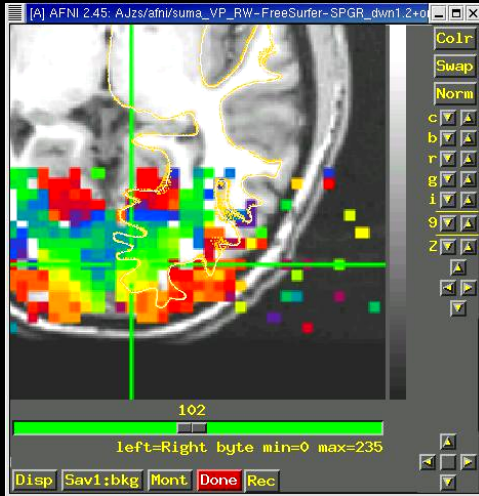 [A] AFNI 2.45: AJzs/afni/suma_VP_RW-FreeSurfer-SPGR_dwn1.2+or
Colr
Swap
Norm
c
b
r
g
i
9
Z
102
left=Right byte min=0 max=235
Disp Sav1:bkg Mont Done Rec